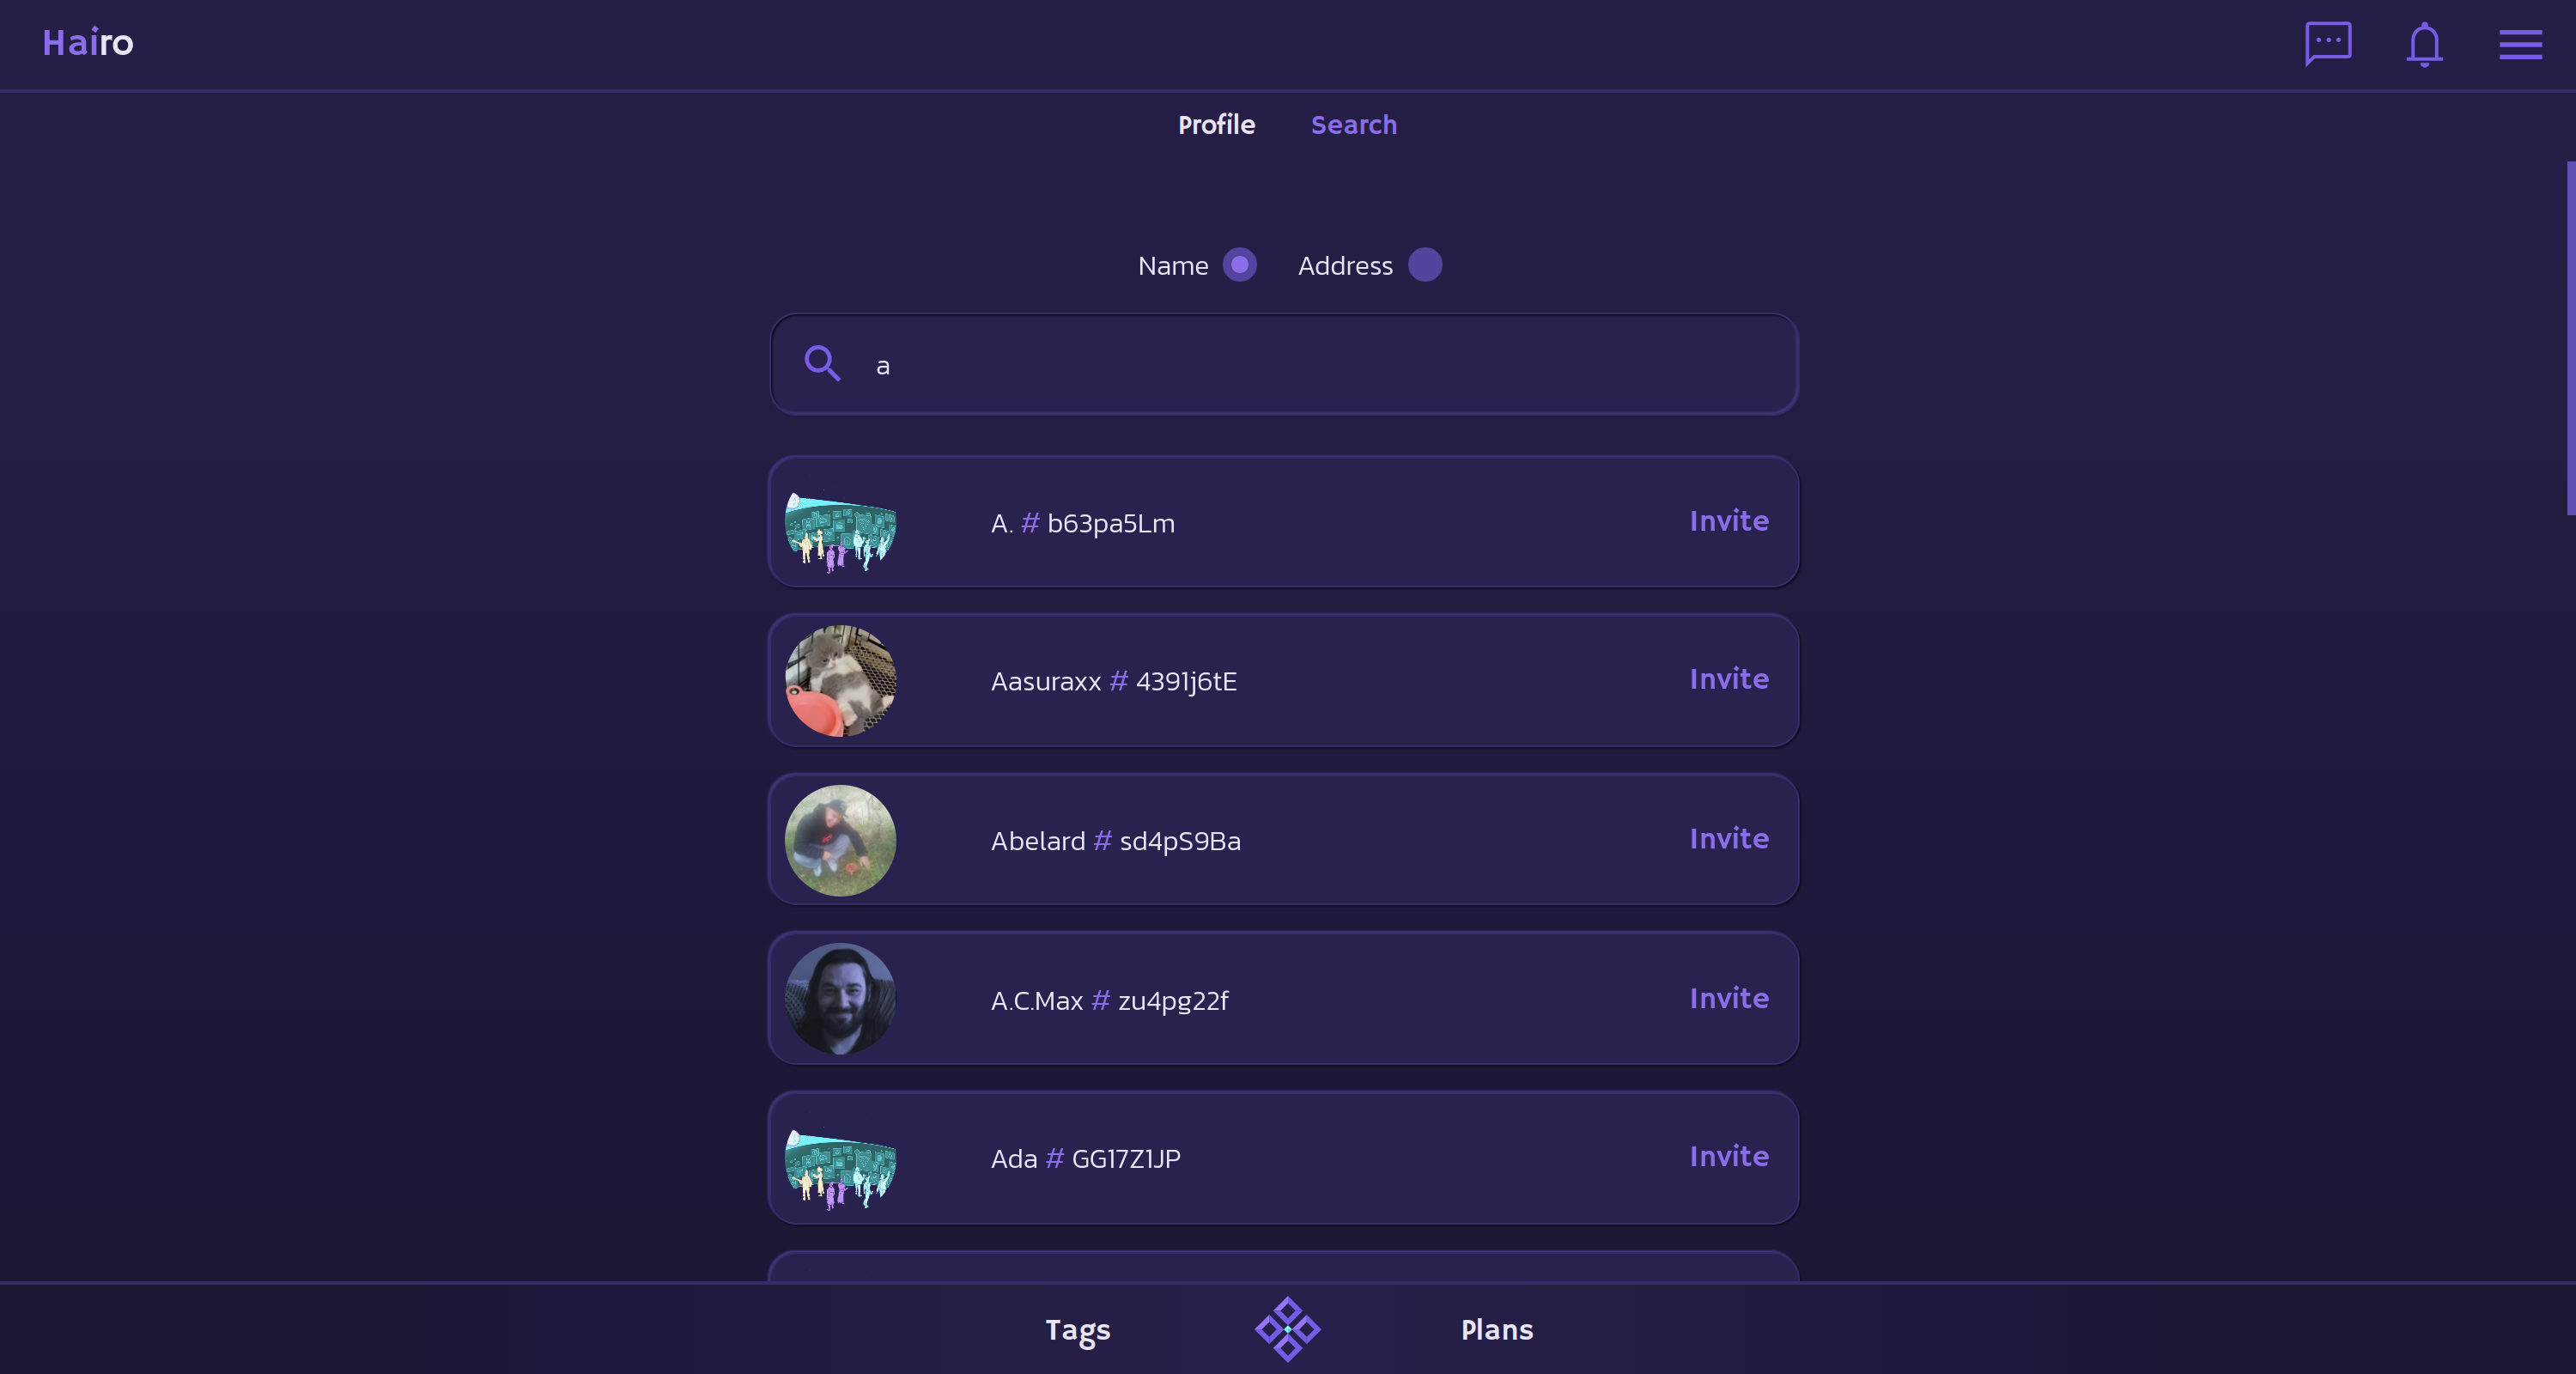 Hairo
Profile Search
Name Address
a
A. # b63pa5Lm Invite
Aasuraxx # 4391j6tE Invite
Abelard # sd4pS9Ba Invite
A.C.Max # zu4pg22f Invite
Ada # GG17Z1JP Invite
Tags Plans